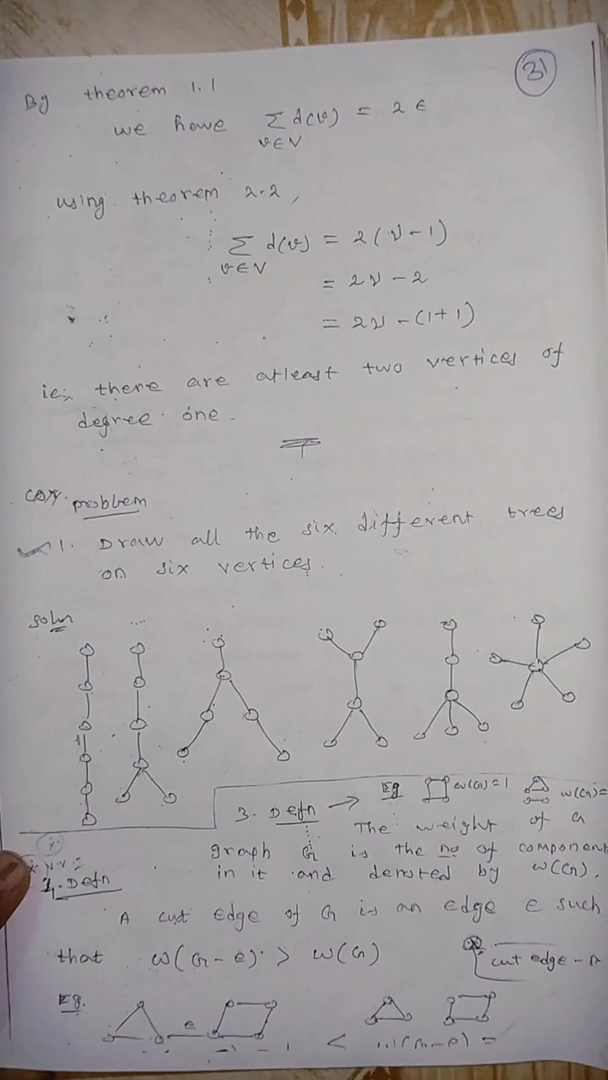 31
By theorem 1.1
we have Σ d(v) = 2 ε
v∈V
using theorem 2.2,
Σ d(v) = 2(ν-1)
v∈V
= 2ν - 2
= 2ν - (1+1)
ie; there are atleast two vertices of
degree one.
problem
1. Draw all the six different trees
on six vertices.
soln
3. Defn → Eg ω(G)=1 ω(G)=
The weight of a
graph G is the no of component
in it and denoted by ω(G).
1. Defn
A cut edge of G is an edge e such
that ω(G-e) > ω(G)
cut edge -
Eg.
e
<